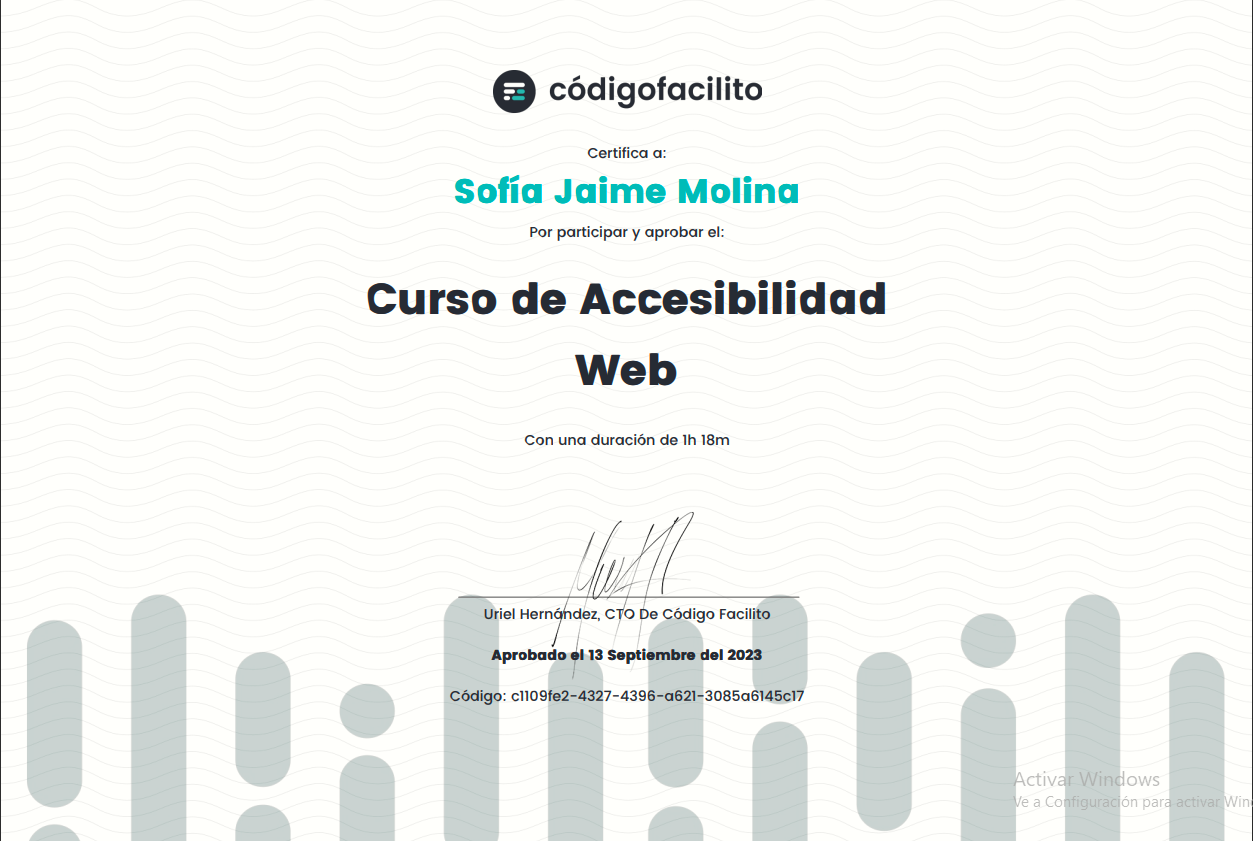 códigofacilito
Certifica a:
Sofía Jaime Molina
Por participar y aprobar el:
Curso de Accesibilidad
Web
Con una duración de 1h 18m
Uriel Hernández, CTO De Código Facilito
Aprobado el 13 Septiembre del 2023
Código: c1109fe2-4327-4396-a621-3085a6145c17
Activar Windows
Ve a Configuración para activar Win